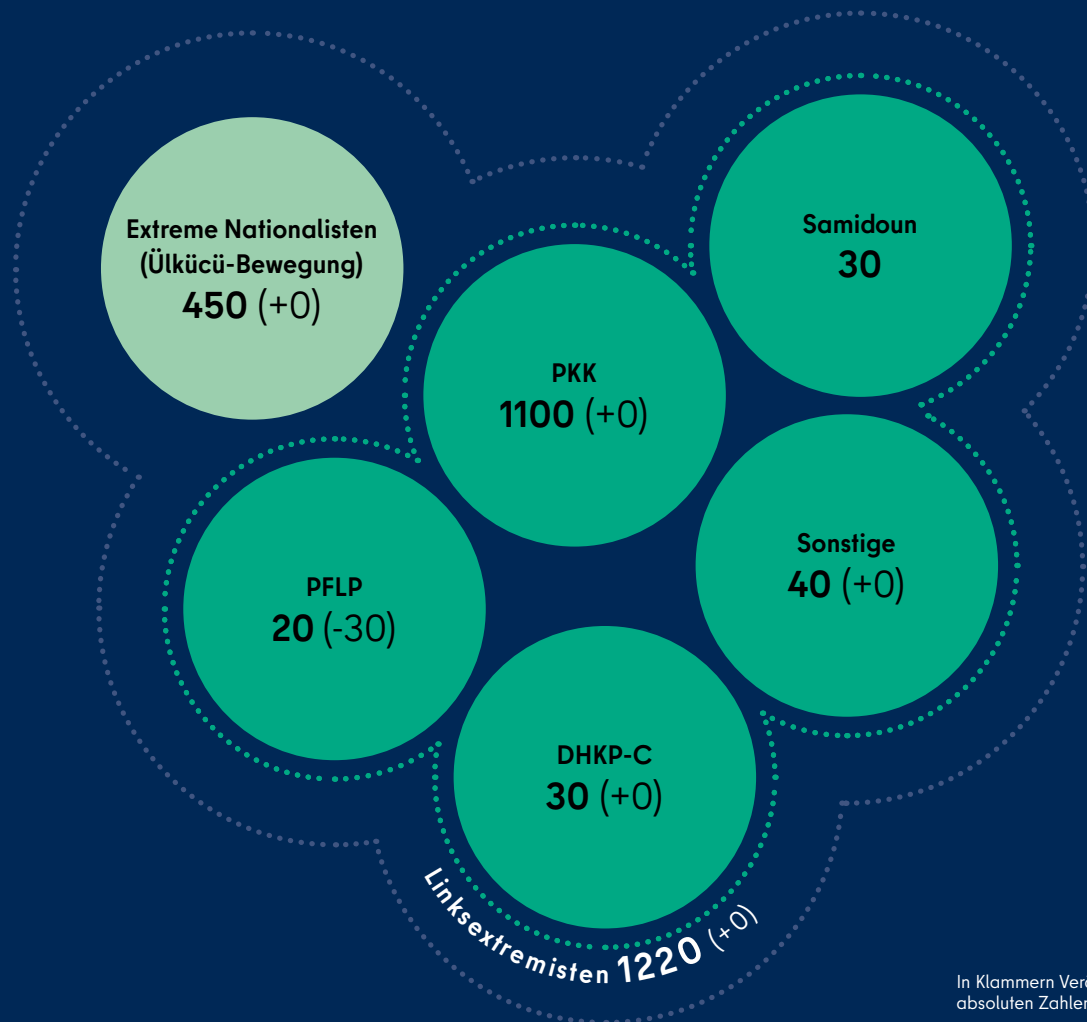 Extreme Nationalisten
(Ülkücü-Bewegung)
450 (+0)
Samidoun
30
PKK
1100 (+0)
Sonstige
40 (+0)
PFLP
20 (-30)
DHKP-C
30 (+0)
Linksextremisten 1220 (+0)
In Klammern
absoluten Zahlen